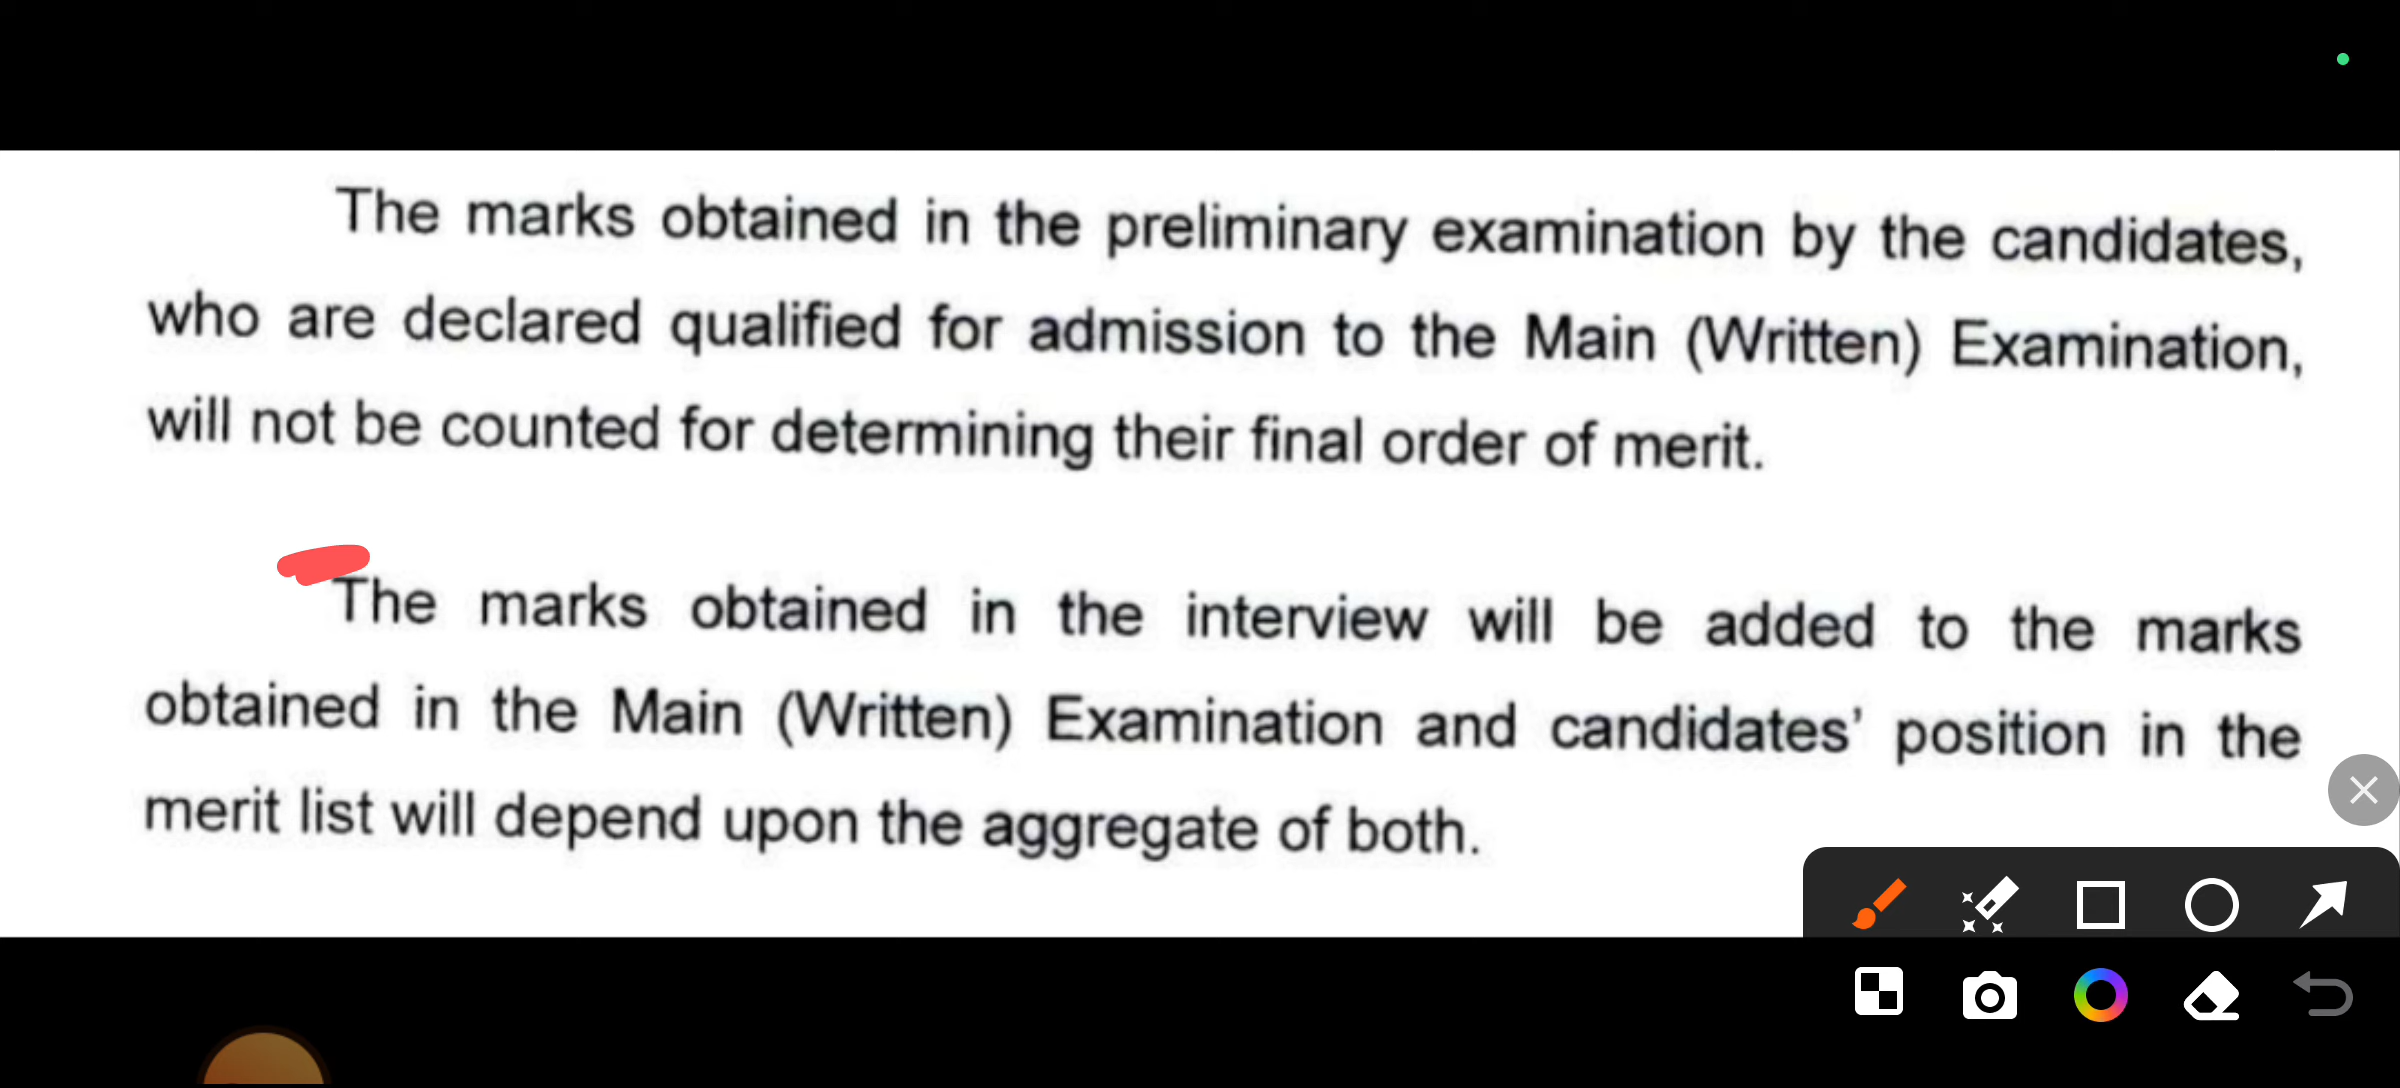 The marks obtained in the preliminary examination by the candidates,
who are declared qualified for admission to the Main (Written) Examination,
will not be counted for determining their final order of merit.
The marks obtained in the interview will be added to the marks
obtained in the Main (Written) Examination and candidates' position in the
merit list will depend upon the aggregate of both.